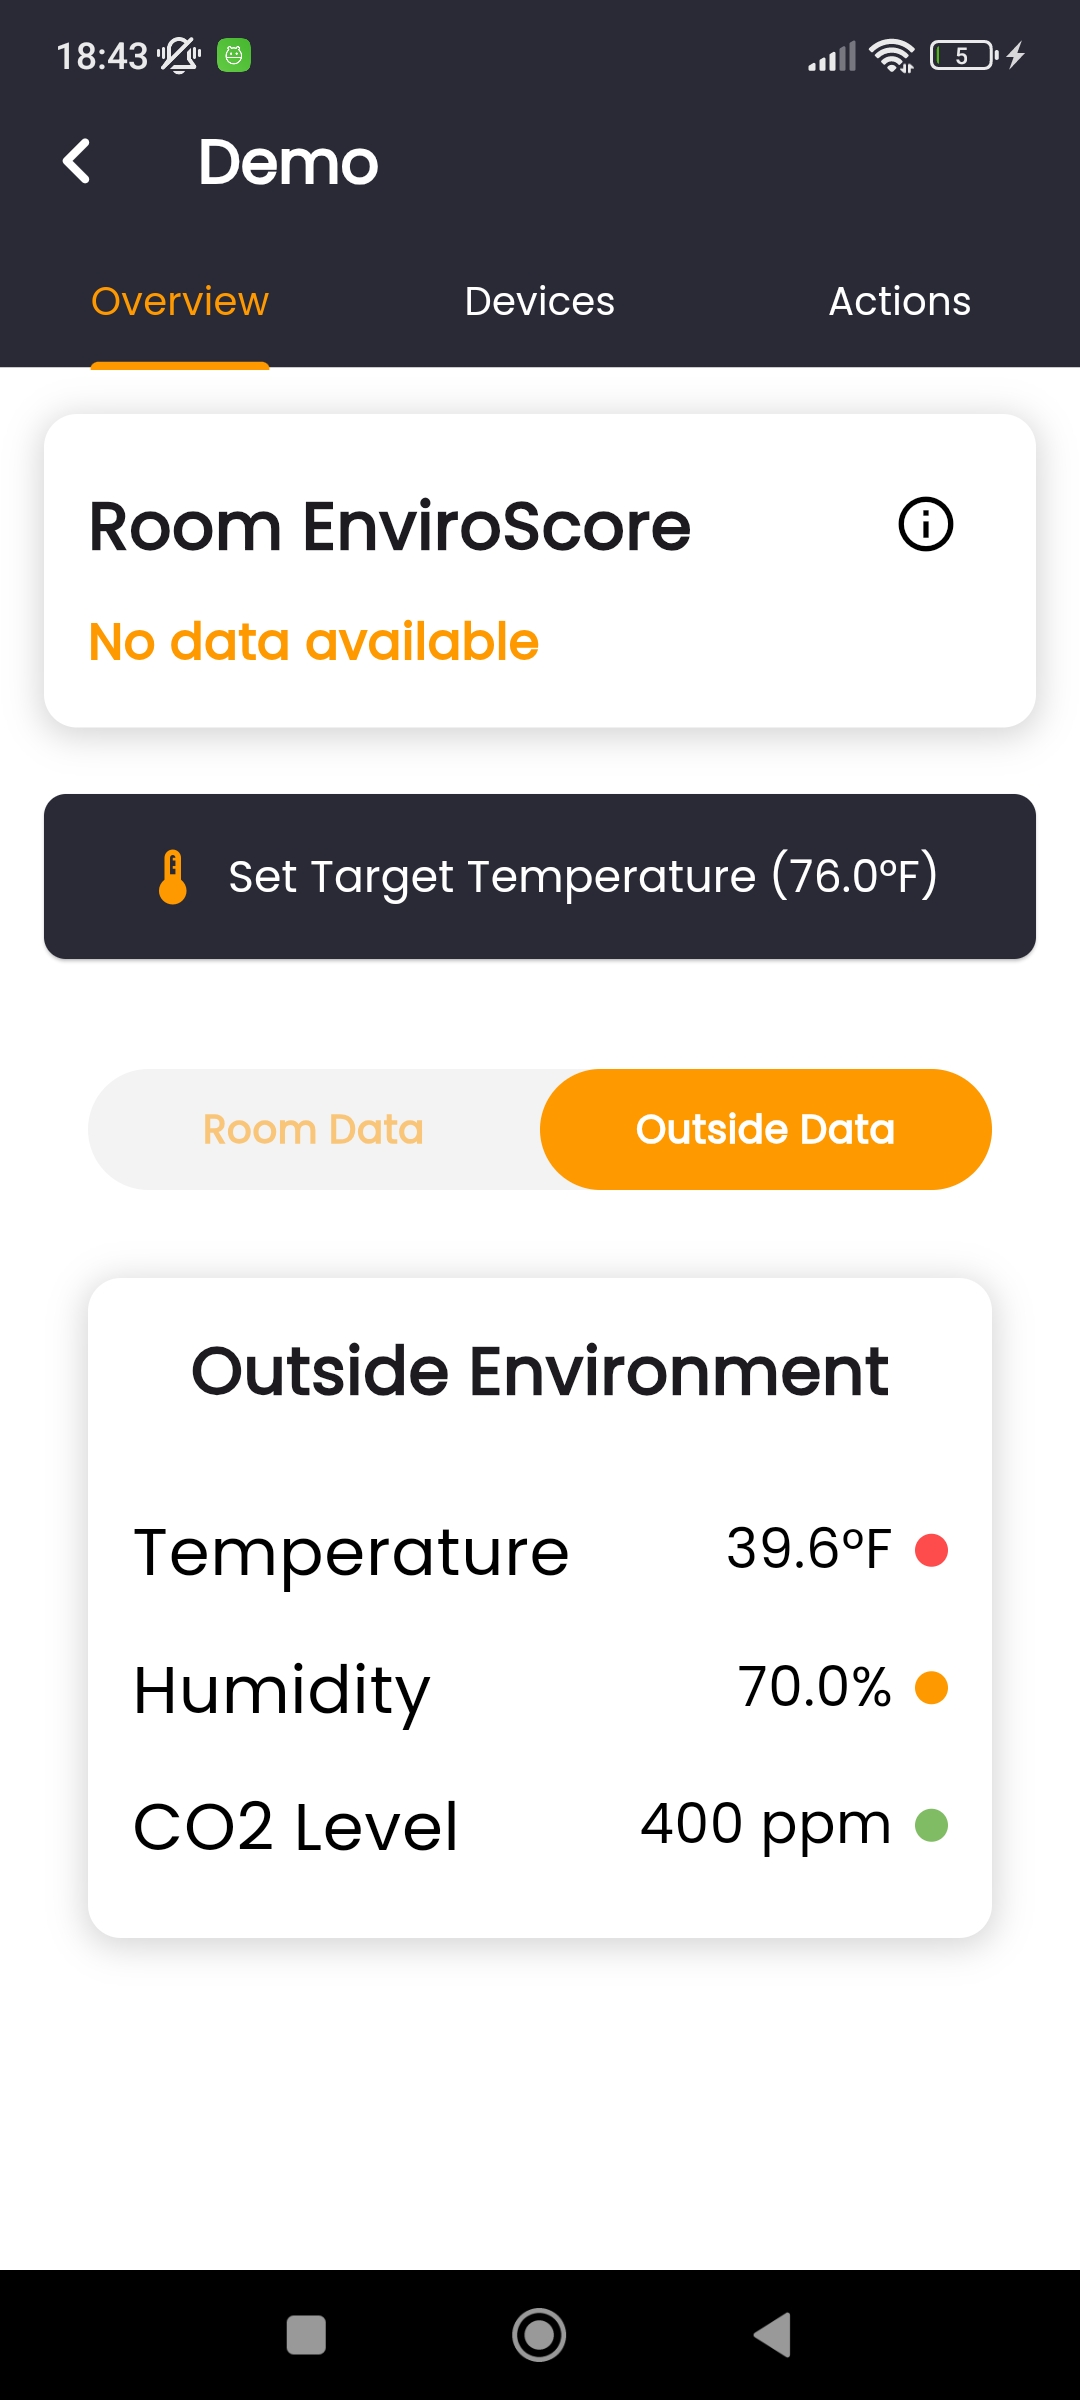 18:43
5
Demo
Overview
Devices
Actions
Room EnviroScore
No data available
Set Target Temperature (76.0°F)
Room Data
Outside Data
Outside Environment
Temperature
39.6°F
Humidity
70.0%
CO2 Level
400 ppm